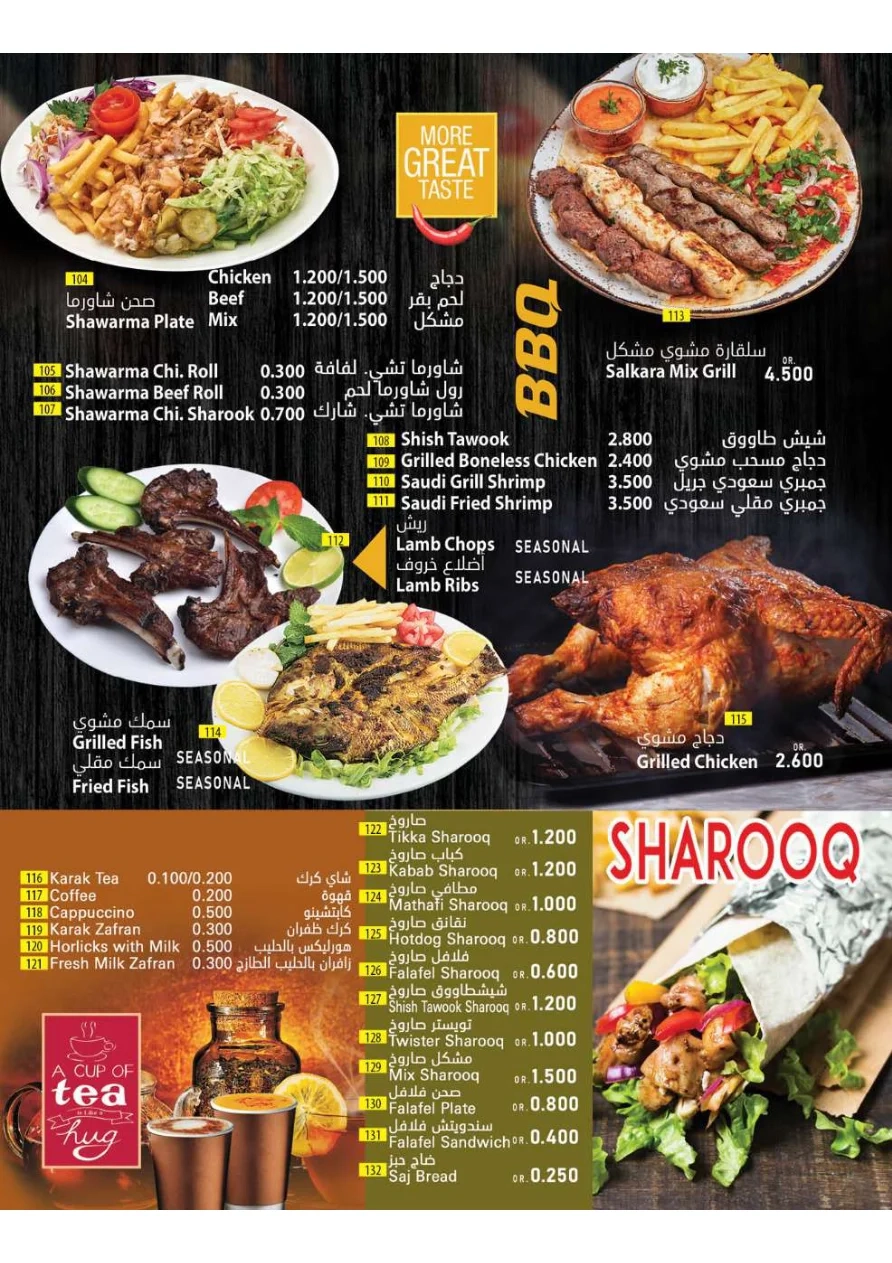 MORE
GREAT
TASTE
104
صحن شاورما
Shawarma Plate
Chicken 1.200/1.500 دجاج
Beef 1.200/1.500 لحم بقر
Mix 1.200/1.500 مشكل
105 Shawarma Chi. Roll 0.300 شاورما تشي. لفافة
106 Shawarma Beef Roll 0.300 رول شاورما لحم
107 Shawarma Chi. Sharook 0.700 شاورما تشي. شارك
BBQ
113
سلقارة مشوي مشكل
Salkara Mix Grill OR. 4.500
108 Shish Tawook 2.800 شيش طاووق
109 Grilled Boneless Chicken 2.400 دجاج مسحب مشوي
110 Saudi Grill Shrimp 3.500 جمبري سعودي جريل
111 Saudi Fried Shrimp 3.500 جمبري مقلي سعودي
112
ريش
Lamb Chops SEASONAL
أضلاع خروف
Lamb Ribs SEASONAL
114
سمك مشوي
Grilled Fish SEASONAL
سمك مقلي
Fried Fish SEASONAL
115
دجاج مشوي
Grilled Chicken OR. 2.600
116 Karak Tea 0.100/0.200 شاي كرك
117 Coffee 0.200 قهوة
118 Cappuccino 0.500 كابتشينو
119 Karak Zafran 0.300 كرك ظفران
120 Horlicks with Milk 0.500 هورليكس بالحليب
121 Fresh Milk Zafran 0.300 زافران بالحليب الطازج
A CUP OF
tea
is like a
hug
122 صاروخ
Tikka Sharooq OR. 1.200
123 كباب صاروخ
Kabab Sharooq OR. 1.200
124 مطافي صاروخ
Mathafi Sharooq OR. 1.000
125 نقانق صاروخ
Hotdog Sharooq OR. 0.800
126 فلافل صاروخ
Falafel Sharooq OR. 0.600
127 شيشطاووق صاروخ
Shish Tawook Sharooq OR. 1.200
128 تويستر صاروخ
Twister Sharooq OR. 1.000
129 مشكل صاروخ
Mix Sharooq OR. 1.500
130 صحن فلافل
Falafel Plate OR. 0.800
131 سندويتش فلافل
Falafel Sandwich OR. 0.400
132 ضاج خبز
Saj Bread OR. 0.250
SHAROOQ